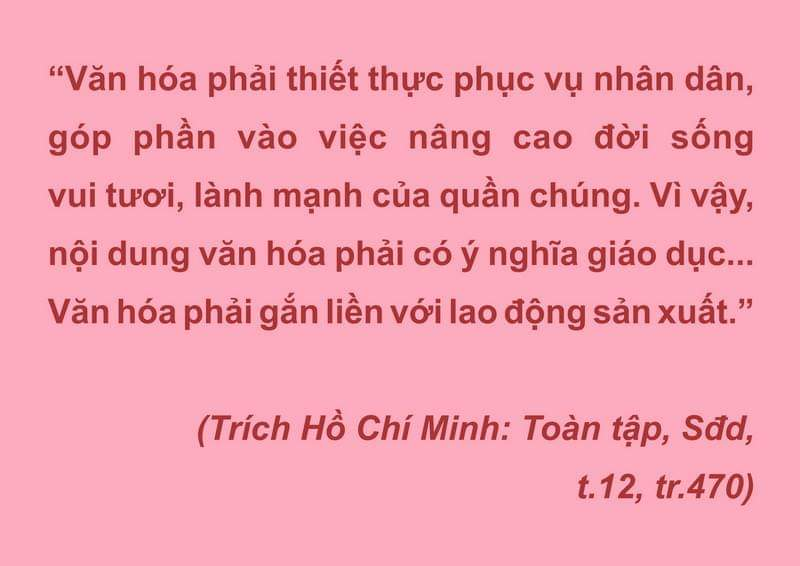 “Văn hóa phải thiết thực phục vụ nhân dân,
góp phần vào việc nâng cao đời sống
vui tươi, lành mạnh của quần chúng. Vì vậy,
nội dung văn hóa phải có ý nghĩa giáo dục...
Văn hóa phải gắn liền với lao động sản xuất.”
(Trích Hồ Chí Minh: Toàn tập, Sđd,
t.12, tr.470)